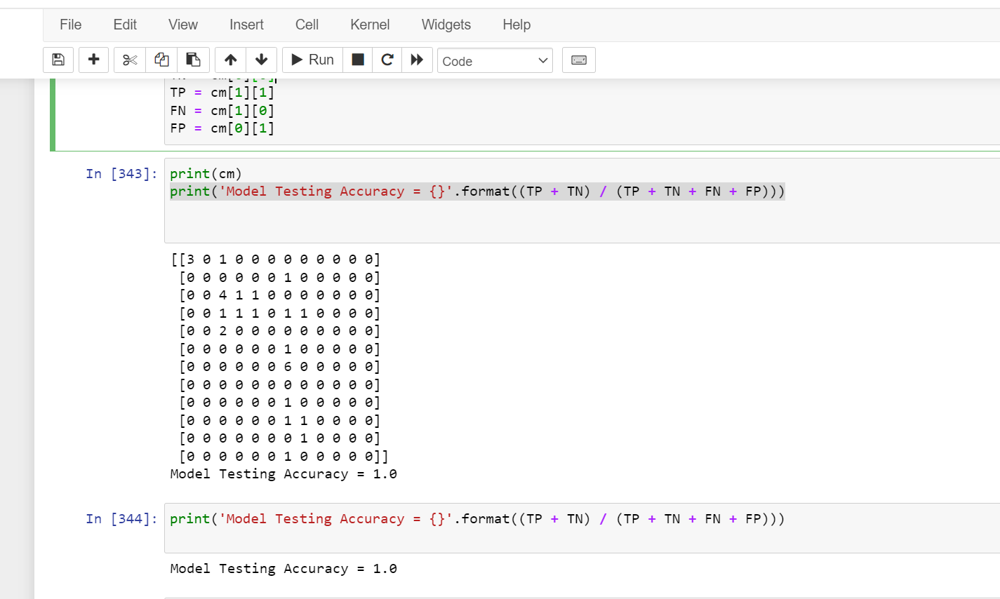 File Edit View Insert Cell Kernel Widgets Help
Run Code
TP = cm[1][1]
FN = cm[1][0]
FP = cm[0][1]
In [343]: print(cm)
print('Model Testing Accuracy = {}'.format((TP + TN) / (TP + TN + FN + FP)))
[[3 0 1 0 0 0 0 0 0 0 0 0]
[0 0 0 0 0 0 1 0 0 0 0 0]
[0 0 4 1 1 0 0 0 0 0 0 0]
[0 0 1 1 1 0 1 1 0 0 0 0]
[0 0 2 0 0 0 0 0 0 0 0 0]
[0 0 0 0 0 0 1 0 0 0 0 0]
[0 0 0 0 0 0 6 0 0 0 0 0]
[0 0 0 0 0 0 0 0 0 0 0 0]
[0 0 0 0 0 0 1 0 0 0 0 0]
[0 0 0 0 0 0 1 1 0 0 0 0]
[0 0 0 0 0 0 0 1 0 0 0 0]
[0 0 0 0 0 0 1 0 0 0 0 0]]
Model Testing Accuracy = 1.0
In [344]: print('Model Testing Accuracy = {}'.format((TP + TN) / (TP + TN + FN + FP)))
Model Testing Accuracy = 1.0